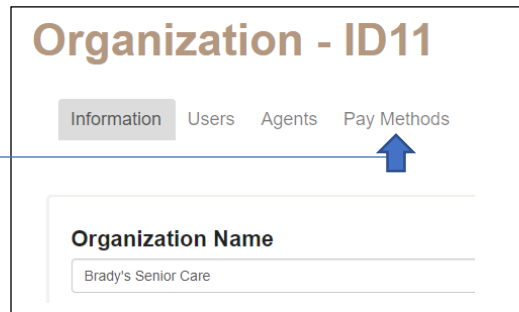 Organization - ID11
Information Users Agents Pay Methods
Organization Name
Brady's Senior Care